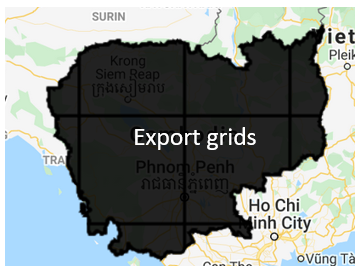 SURIN
Krong
Siem Reap
ក្រុងសៀមរាប
Pleik
Export grids
TRA
Phnom Penh
រាជធានីភ្នំពេញ
Ho Chi
Minh City
Vũng Tà
Can Tho